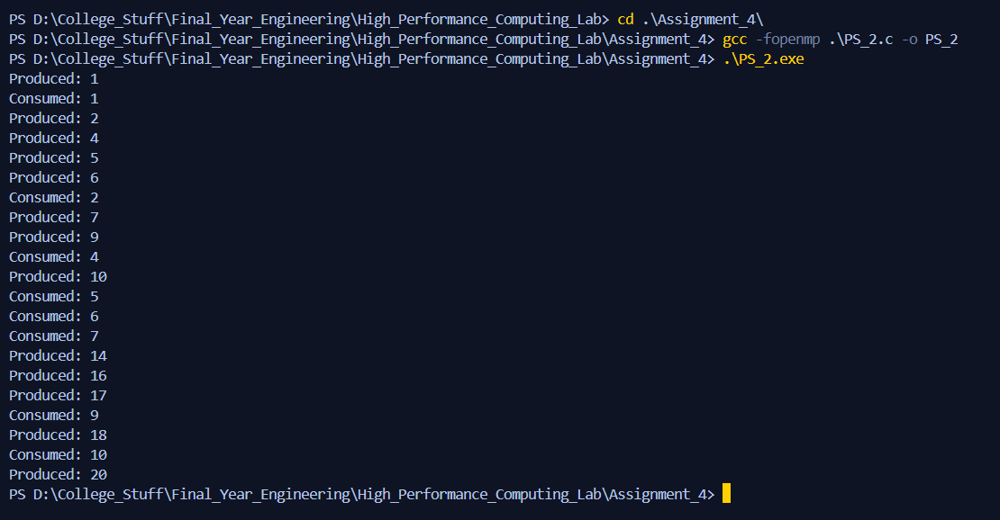 PS D:\College_Stuff\Final_Year_Engineering\High_Performance_Computing_Lab> cd .\Assignment_4\
PS D:\College_Stuff\Final_Year_Engineering\High_Performance_Computing_Lab\Assignment_4> gcc -fopenmp .\PS_2.c -o PS_2
PS D:\College_Stuff\Final_Year_Engineering\High_Performance_Computing_Lab\Assignment_4> .\PS_2.exe
Produced: 1
Consumed: 1
Produced: 2
Produced: 4
Produced: 5
Produced: 6
Consumed: 2
Produced: 7
Produced: 9
Consumed: 4
Produced: 10
Consumed: 5
Consumed: 6
Consumed: 7
Produced: 14
Produced: 16
Produced: 17
Consumed: 9
Produced: 18
Consumed: 10
Produced: 20
PS D:\College_Stuff\Final_Year_Engineering\High_Performance_Computing_Lab\Assignment_4>